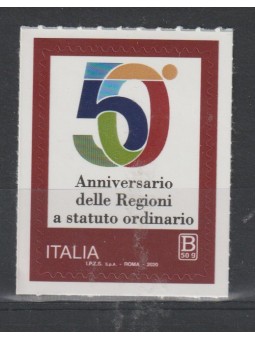 50°
Anniversario
delle Regioni
a statuto ordinario
ITALIA
B
50 g
I.P.Z.S. S.p.A. - ROMA - 2020